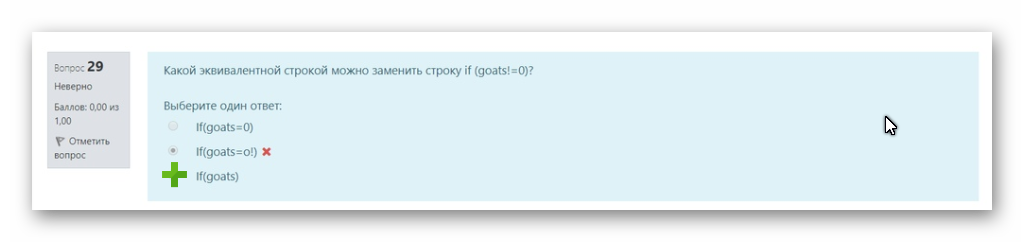 Вопрос 29
Неверно
Баллов: 0,00 из
1,00
Отметить
вопрос
Какой эквивалентной строкой можно заменить строку if (goats!=0)?
Выберите один ответ:
If(goats=0)
If(goats=o!)
If(goats)